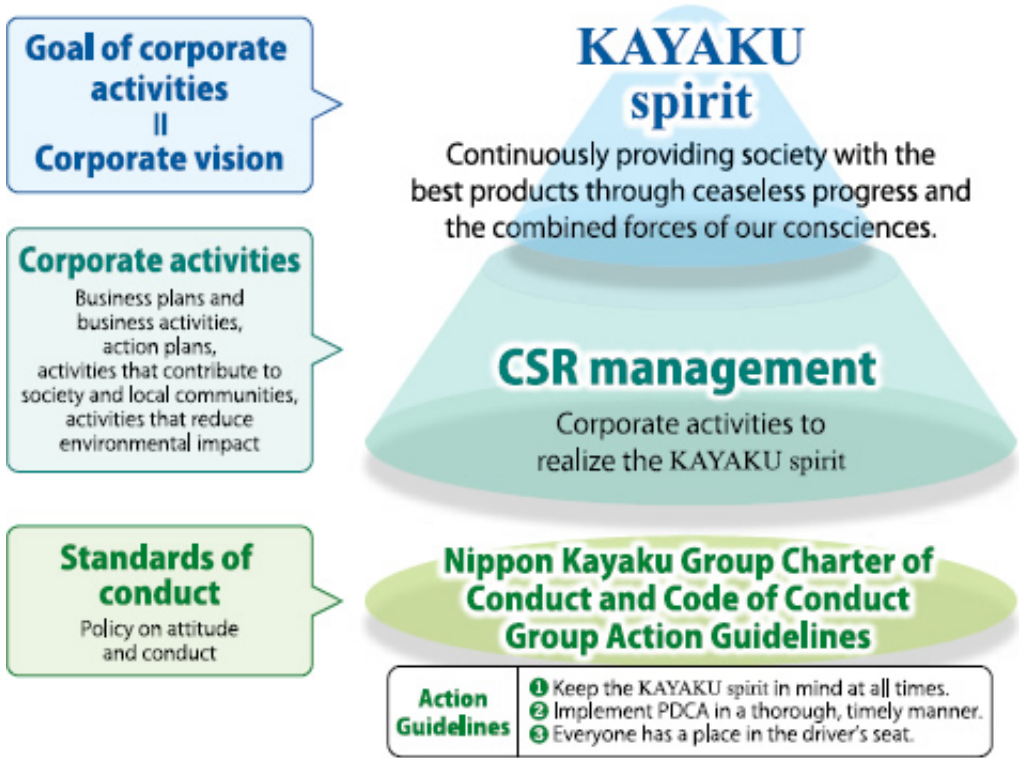 Goal of corporate
activities
=
Corporate vision
KAYAKU
spirit
Continuously providing society with the
best products through ceaseless progress and
the combined forces of our consciences.
Corporate activities
Business plans and
business activities,
action plans,
activities that contribute to
society and local communities,
activities that reduce
environmental impact
CSR management
Corporate activities to
realize the KAYAKU spirit
Standards of
conduct
Policy on attitude
and conduct
Nippon Kayaku Group Charter of
Conduct and Code of Conduct
Group Action Guidelines
Action
Guidelines
❶ Keep the KAYAKU spirit in mind at all times.
❷ Implement PDCA in a thorough, timely manner.
❸ Everyone has a place in the driver's seat.